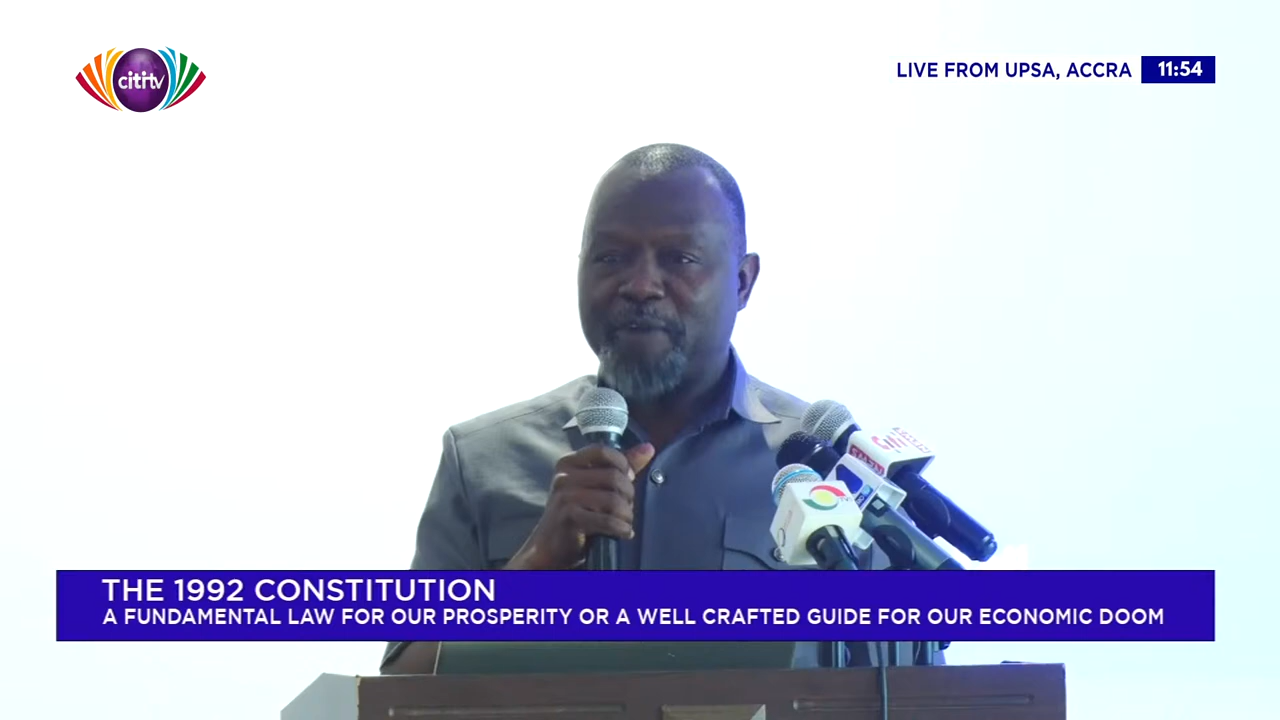 citi tv
LIVE FROM UPSA, ACCRA 11:54
THE 1992 CONSTITUTION
A FUNDAMENTAL LAW FOR OUR PROSPERITY OR A WELL CRAFTED GUIDE FOR OUR ECONOMIC DOOM